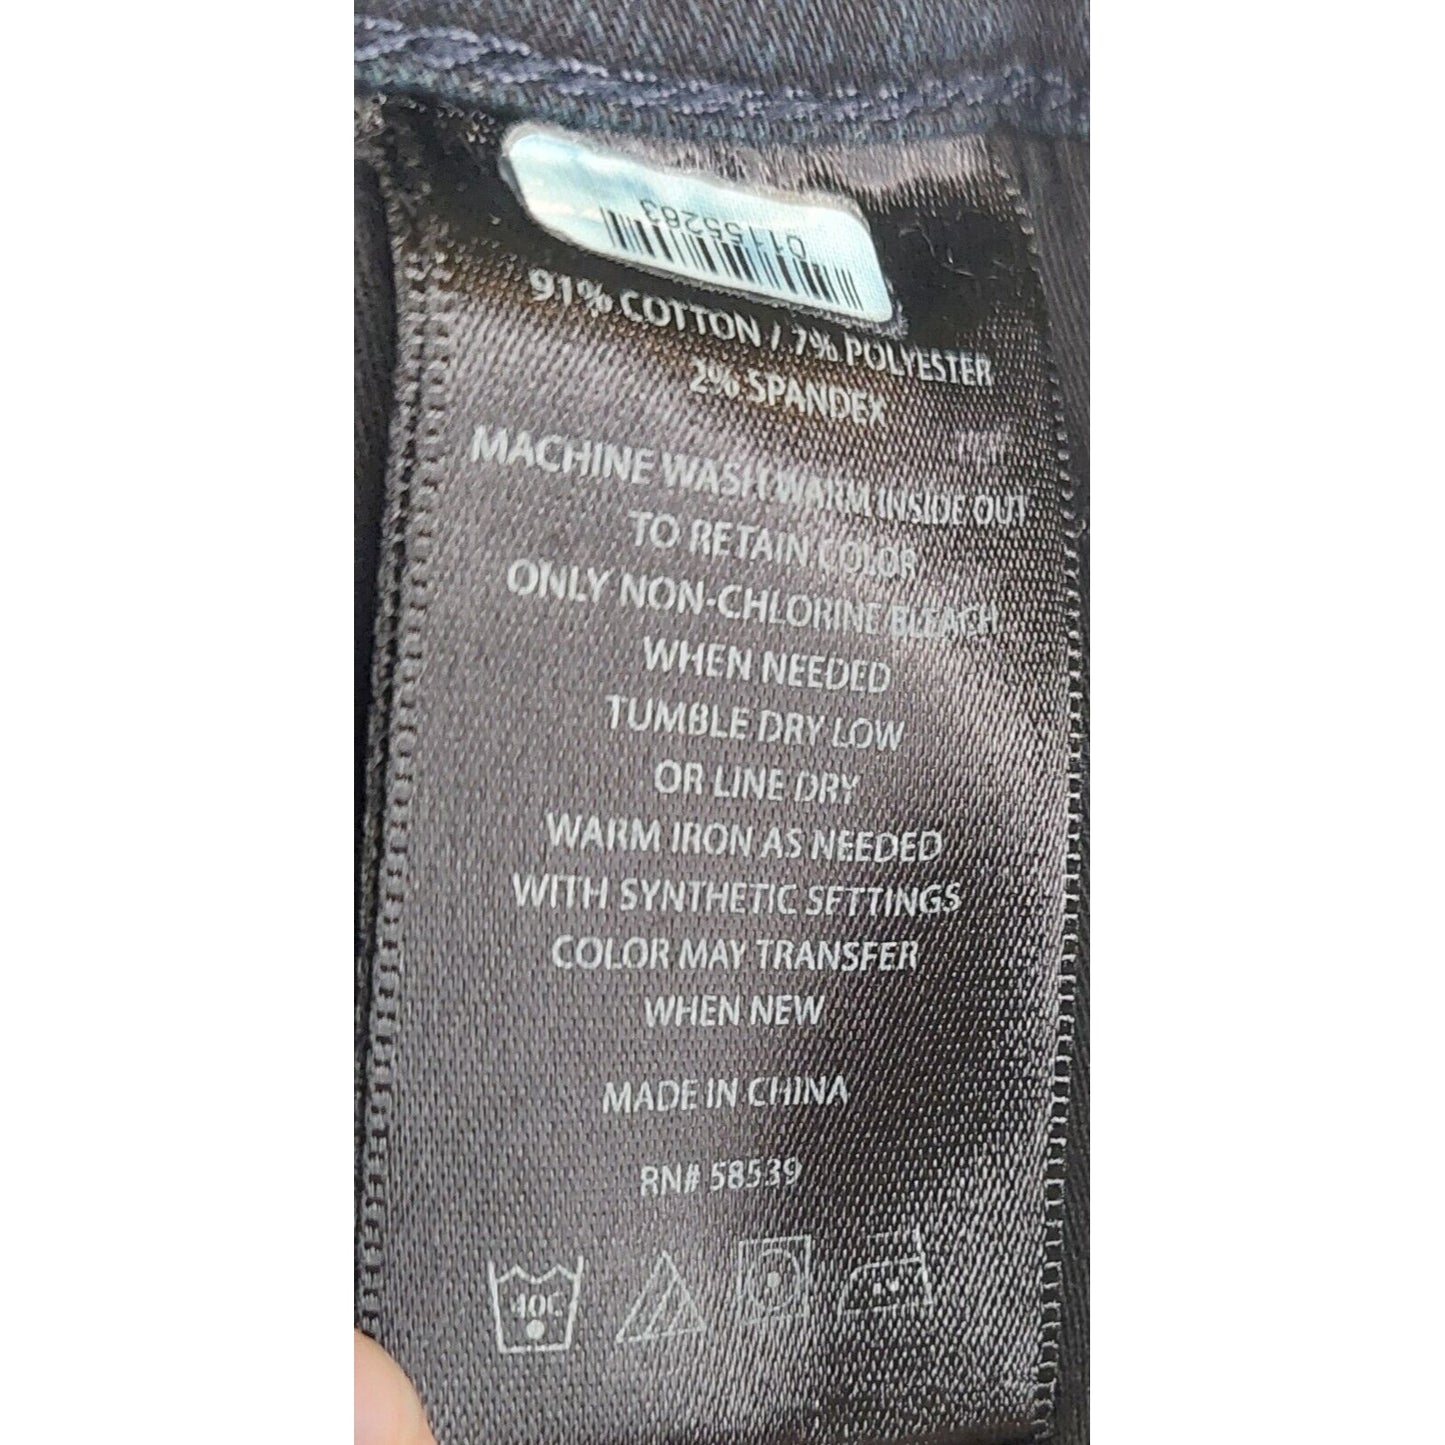 01155283
91% COTTON / 7% POLYESTER
2% SPANDEX
MACHINE WASH WARM INSIDE OUT
TO RETAIN COLOR
ONLY NON-CHLORINE BLEACH
WHEN NEEDED
TUMBLE DRY LOW
OR LINE DRY
WARM IRON AS NEEDED
WITH SYNTHETIC SETTINGS
COLOR MAY TRANSFER
WHEN NEW
MADE IN CHINA
RN# 58539
40C